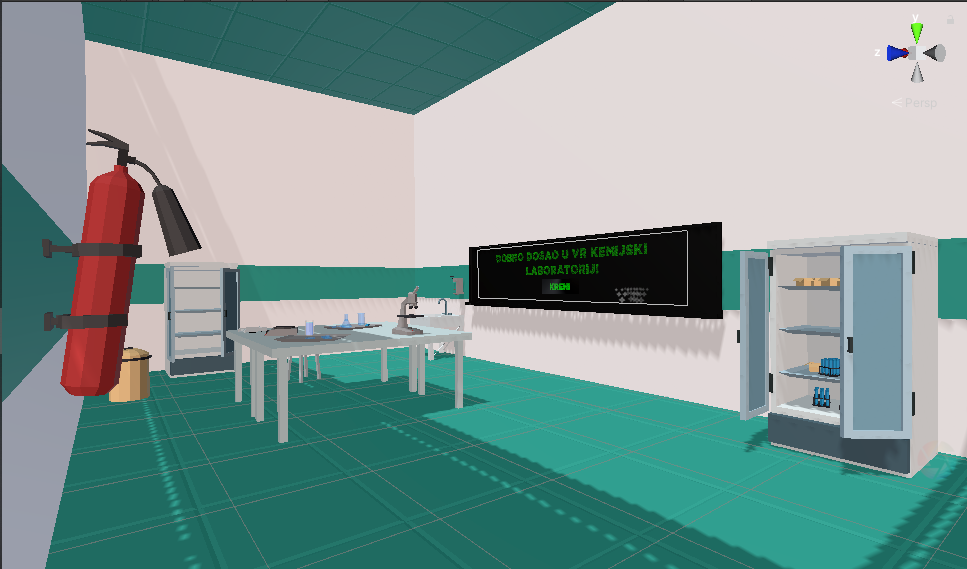 y
z
Persp
DOBRO DOŠAO U VR KEMIJSKI
LABORATORIJ!
KRENI